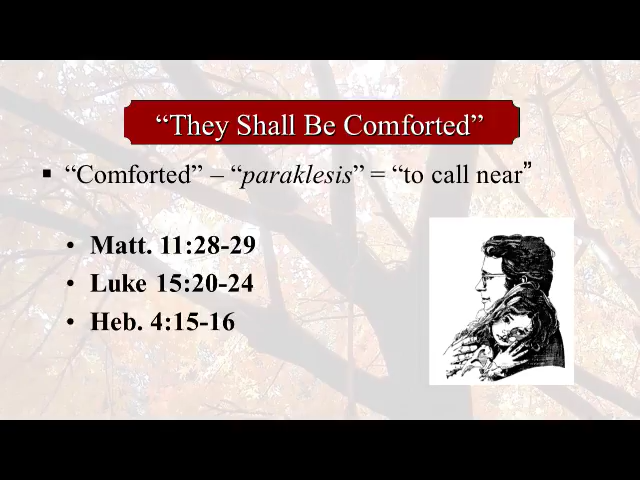 “They Shall Be Comforted”
▪ “Comforted” – “paraklesis” = “to call near”
• Matt. 11:28-29
• Luke 15:20-24
• Heb. 4:15-16